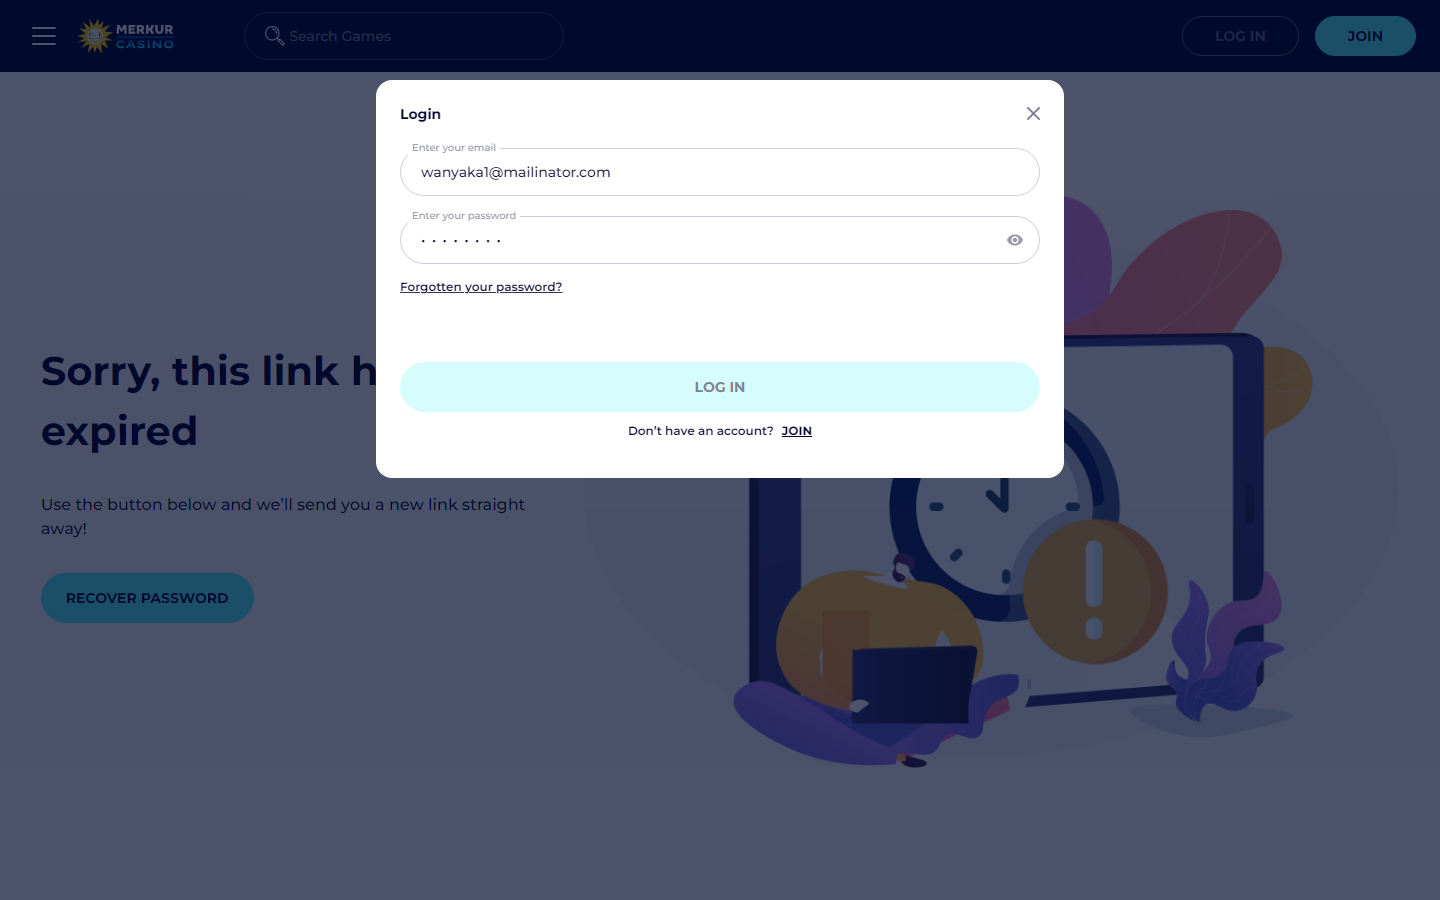 MERKUR
CASINO
Search Games
LOG IN
JOIN
Login
Enter your email
wanyaka1@mailinator.com
Enter your password
• • • • • • • •
Forgotten your password?
LOG IN
Don't have an account? JOIN
Sorry, this link h
expired
Use the button below and we'll send you a new link straight
away!
RECOVER PASSWORD